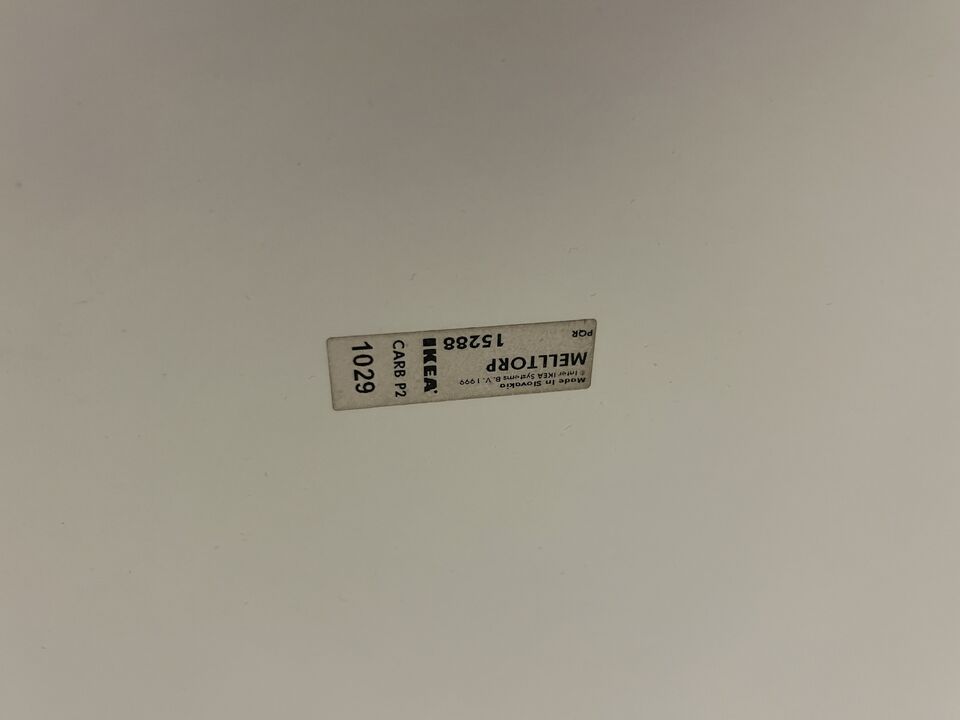 Made in Slovakia
© Inter IKEA Systems B.V. 1999
MELLTORP
15288
PQR
IKEA®
CARB P2
1029